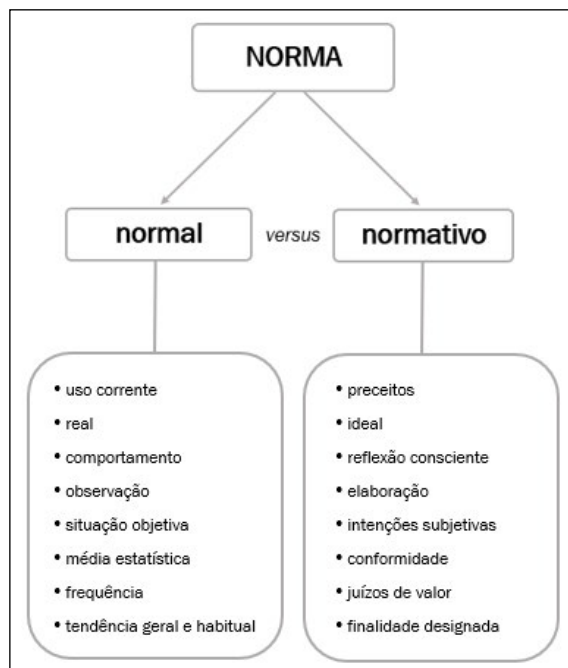 NORMA
normal versus normativo
• uso corrente
• real
• comportamento
• observação
• situação objetiva
• média estatística
• frequência
• tendência geral e habitual
• preceitos
• ideal
• reflexão consciente
• elaboração
• intenções subjetivas
• conformidade
• juízos de valor
• finalidade designada